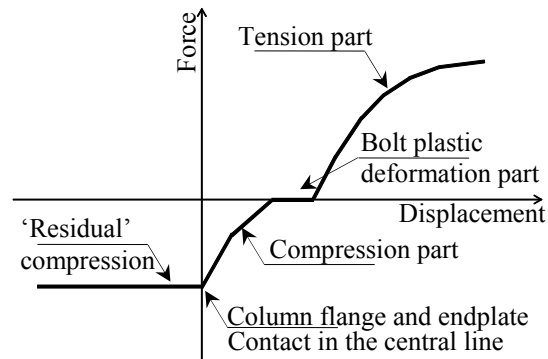 Force
Tension part
Bolt plastic
deformation part
Displacement
‘Residual’
compression
Compression part
Column flange and endplate
Contact in the central line